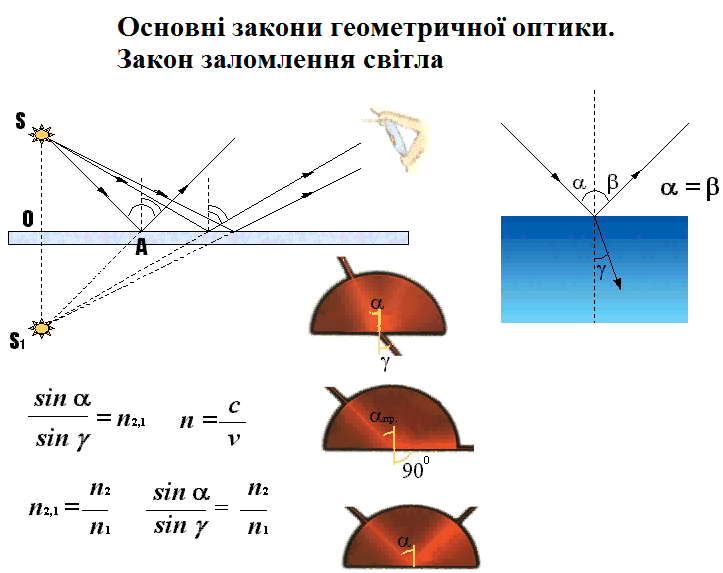 Основні закони геометричної оптики.
Закон заломлення світла
S
O
A
S1
α β
α = β
γ
α
γ
sin α / sin γ = n2,1
n = c / v
αпр.
90⁰
n2,1 = n2 / n1
sin α / sin γ = n2 / n1
α